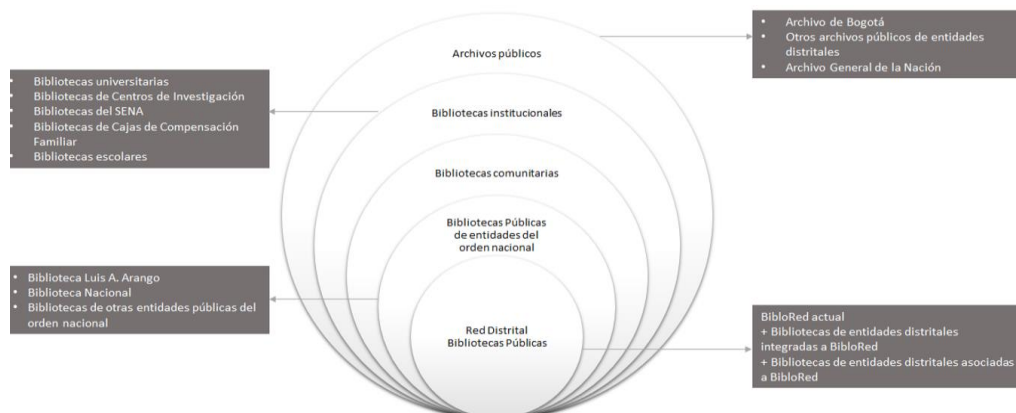 Archivos públicos
• Archivo de Bogotá
• Otros archivos públicos de entidades
distritales
• Archivo General de la Nación
Bibliotecas institucionales
• Bibliotecas universitarias
• Bibliotecas de Centros de Investigación
• Bibliotecas del SENA
• Bibliotecas de Cajas de Compensación
Familiar
• Bibliotecas escolares
Bibliotecas comunitarias
Bibliotecas Públicas
de entidades del
orden nacional
• Biblioteca Luis A. Arango
• Biblioteca Nacional
• Bibliotecas de otras entidades públicas del
orden nacional
Red Distrital
Bibliotecas Públicas
BibloRed actual
+ Bibliotecas de entidades distritales
integradas a BibloRed
+ Bibliotecas de entidades distritales asociadas
a BibloRed